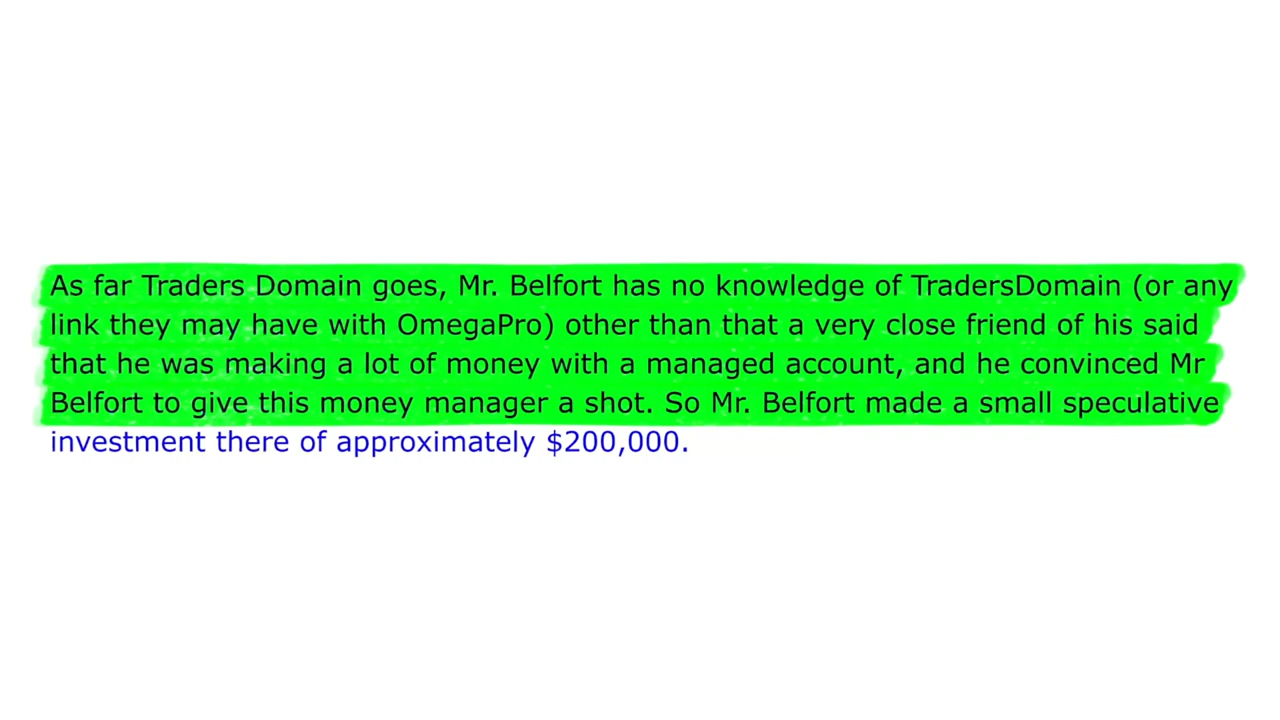 As far Traders Domain goes, Mr. Belfort has no knowledge of TradersDomain (or any
link they may have with OmegaPro) other than that a very close friend of his said
that he was making a lot of money with a managed account, and he convinced Mr
Belfort to give this money manager a shot. So Mr. Belfort made a small speculative
investment there of approximately $200,000.